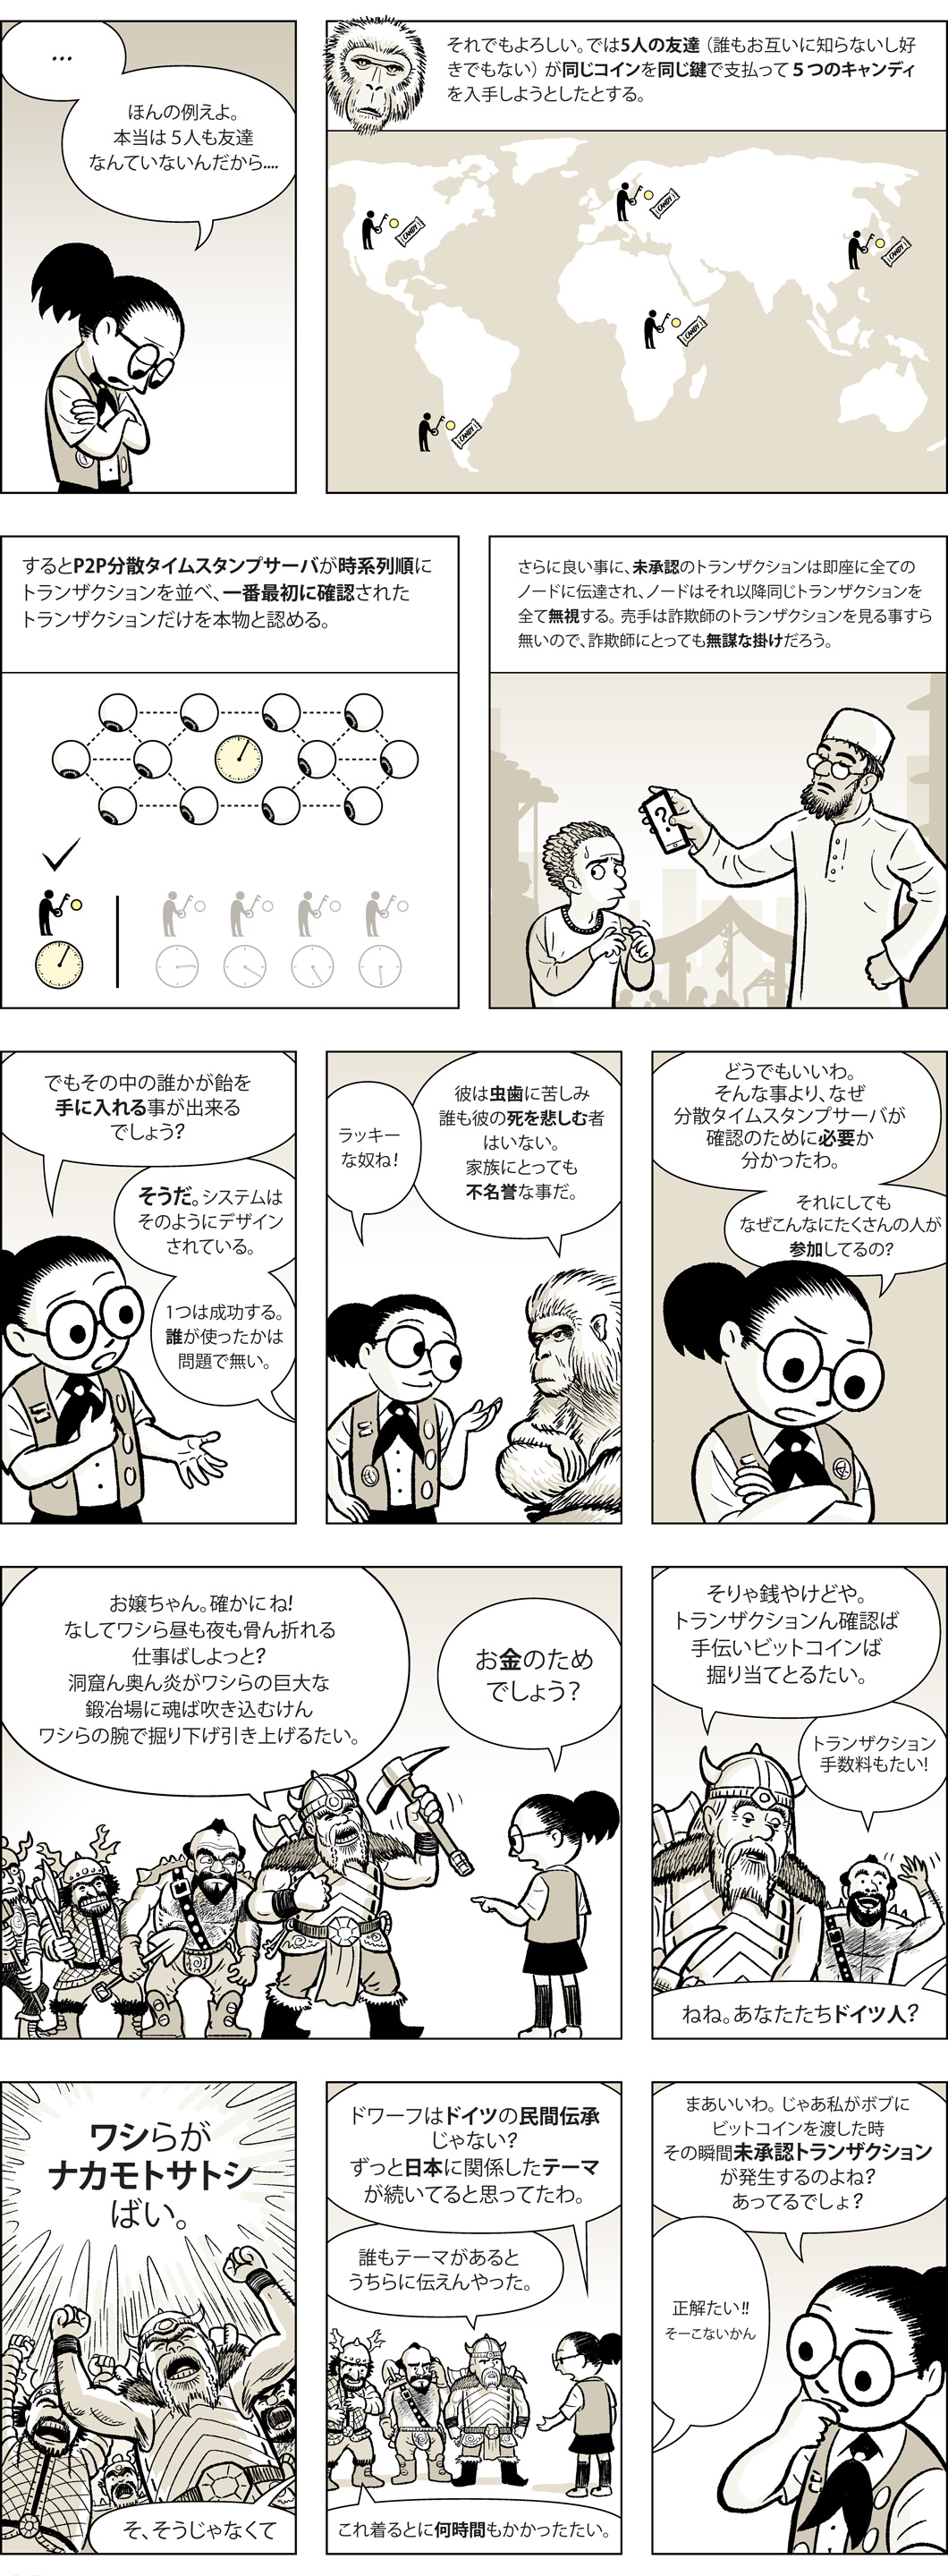 ...
ほんの例えよ。
本当は5人も友達
なんていないんだから....
それでもよろしい。では5人の友達(誰もお互いに知らないし好
きでもない)が同じコインを同じ鍵で支払って5つのキャンディ
を入手しようとしたとする。
CANDY
CANDY
CANDY
CANDY
CANDY
するとP2P分散タイムスタンプサーバが時系列順に
トランザクションを並べ、一番最初に確認された
トランザクションだけを本物と認める。
さらに良い事に、未承認のトランザクションは即座に全ての
ノードに伝達され、ノードはそれ以降同じトランザクションを
全て無視する。売手は詐欺師のトランザクションを見る事すら
無いので、詐欺師にとっても無謀な掛けだろう。
?
でもその中の誰かが飴を
手に入れる事が出来る
でしょう?
そうだ。システムは
そのようにデザイン
されている。
1つは成功する。
誰が使ったかは
問題で無い。
ラッキー
な奴ね!
彼は虫歯に苦しみ
誰も彼の死を悲しむ者
はいない。
家族にとっても
不名誉な事だ。
どうでもいいわ。
そんな事より、なぜ
分散タイムスタンプサーバが
確認のために必要か
分かったわ。
それにしても
なぜこんなにたくさんの人が
参加してるの?
お嬢ちゃん。確かにね!
なしてワシら昼も夜も骨ん折れる
仕事ばしよっと?
洞窟ん奥ん炎がワシらの巨大な
鍛冶場に魂ば吹き込むけん
ワシらの腕で掘り下げ引き上げるたい。
お金のため
でしょう?
そりゃ銭やけどや。
トランザクションん確認ば
手伝いビットコインば
掘り当てとるたい。
トランザクション
手数料もたい!
ねね。あなたたちドイツ人?
ワシらが
ナカモトサトシ
ばい。
そ、そうじゃなくて
ドワーフはドイツの民間伝承
じゃない?
ずっと日本に関係したテーマ
が続いてると思ってたわ。
誰もテーマがあると
うちらに伝えんやった。
これ着るとに何時間もかかったたい。
まあいいわ。じゃあ私がボブに
ビットコインを渡した時
その瞬間未承認トランザクション
が発生するのよね?
あってるでしょ?
正解たい!!
そーこないかん